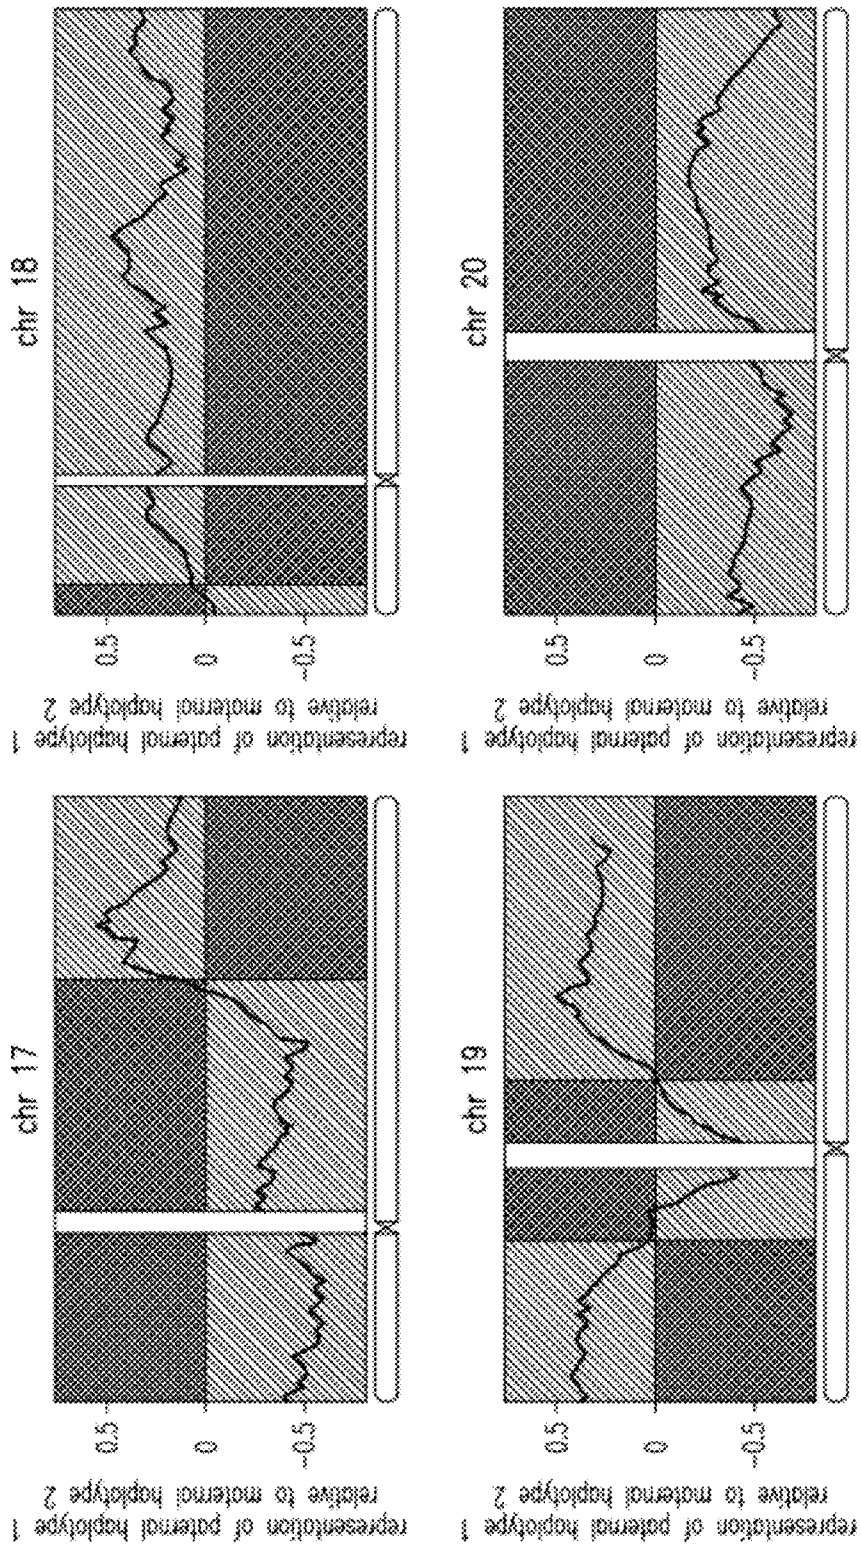 chr 17
representation of paternal haplotype 1
relative to maternal haplotype 2
0.5
0
-0.5
chr 18
representation of paternal haplotype 1
relative to maternal haplotype 2
0.5
0
-0.5
chr 19
representation of paternal haplotype 1
relative to maternal haplotype 2
0.5
0
-0.5
chr 20
representation of paternal haplotype 1
relative to maternal haplotype 2
0.5
0
-0.5